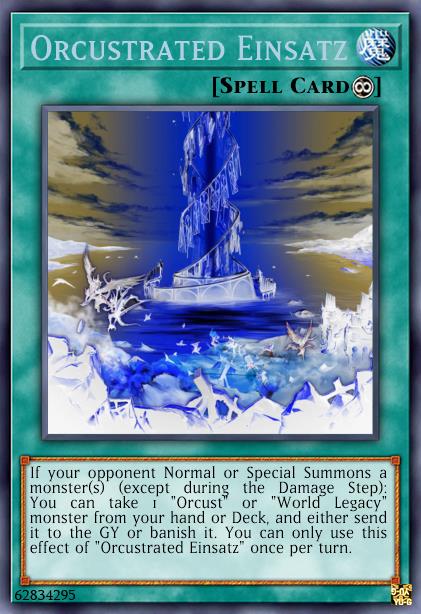 ORCUSTRATED EINSATZ
[SPELL CARD]
If your opponent Normal or Special Summons a
monster(s) (except during the Damage Step):
You can take 1 "Orcust" or "World Legacy"
monster from your hand or Deck, and either send
it to the GY or banish it. You can only use this
effect of "Orcustrated Einsatz" once per turn.
62834295